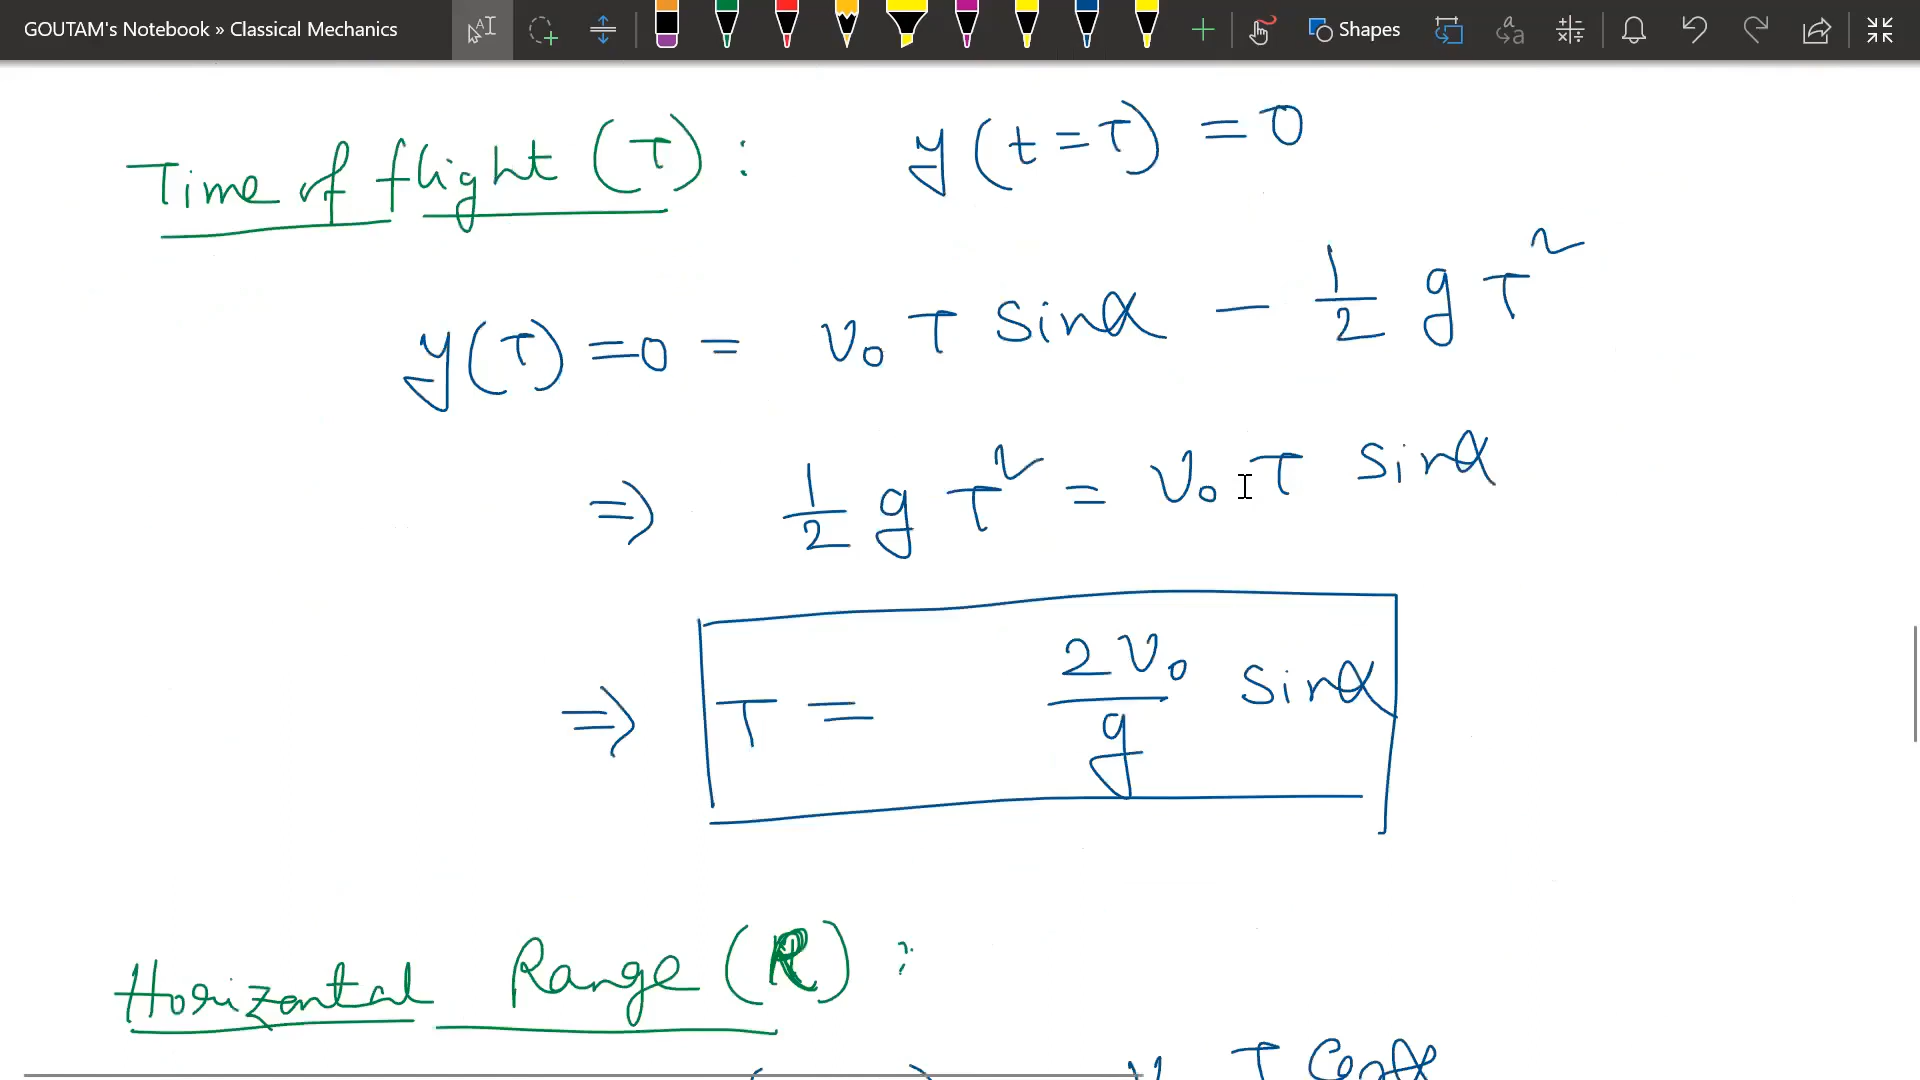 GOUTAM's Notebook » Classical Mechanics
Shapes
Time of flight (T) : y(t=T) = 0
y(T) = 0 = v₀ T sinα − 1/2 g T²
⇒ 1/2 g T² = v₀ T sinα
⇒ T = 2v₀/g sinα
Horizontal Range (R) :
T Cosα